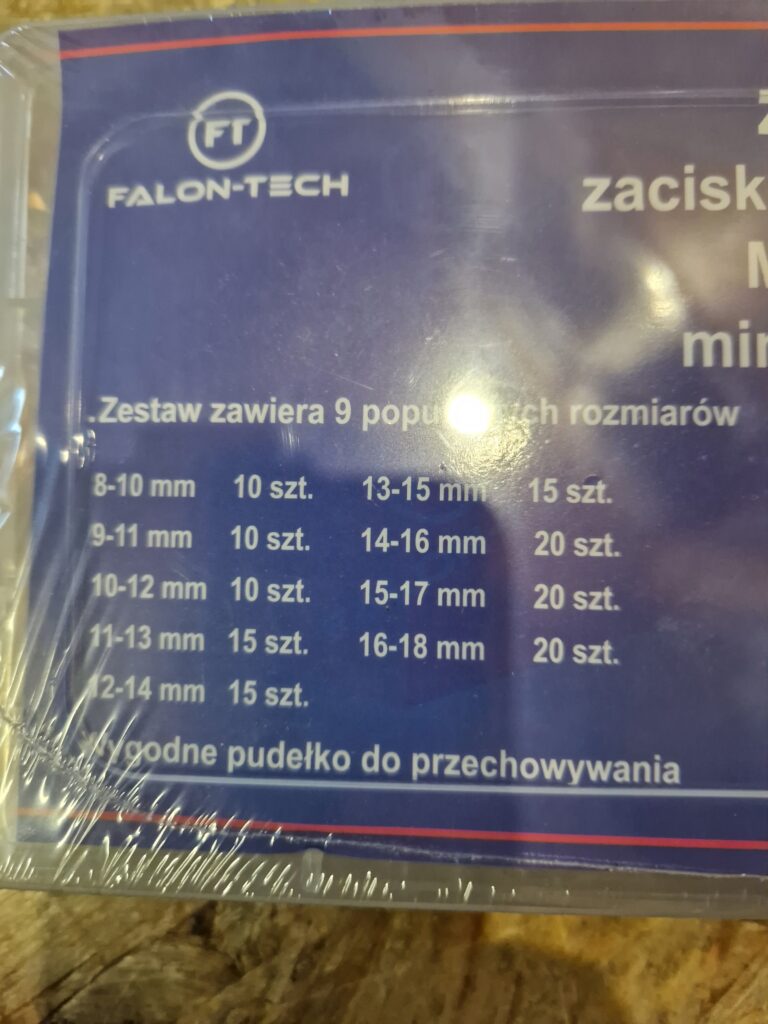 FT
FALON-TECH
zacisk
.Zestaw zawiera 9 rozmiarów
8-10 mm 10 szt. 13-15 mm 15 szt.
9-11 mm 10 szt. 14-16 mm 20 szt.
10-12 mm 10 szt. 15-17 mm 20 szt.
11-13 mm 15 szt. 16-18 mm 20 szt.
12-14 mm 15 szt.
Wygodne pudełko do przechowywania